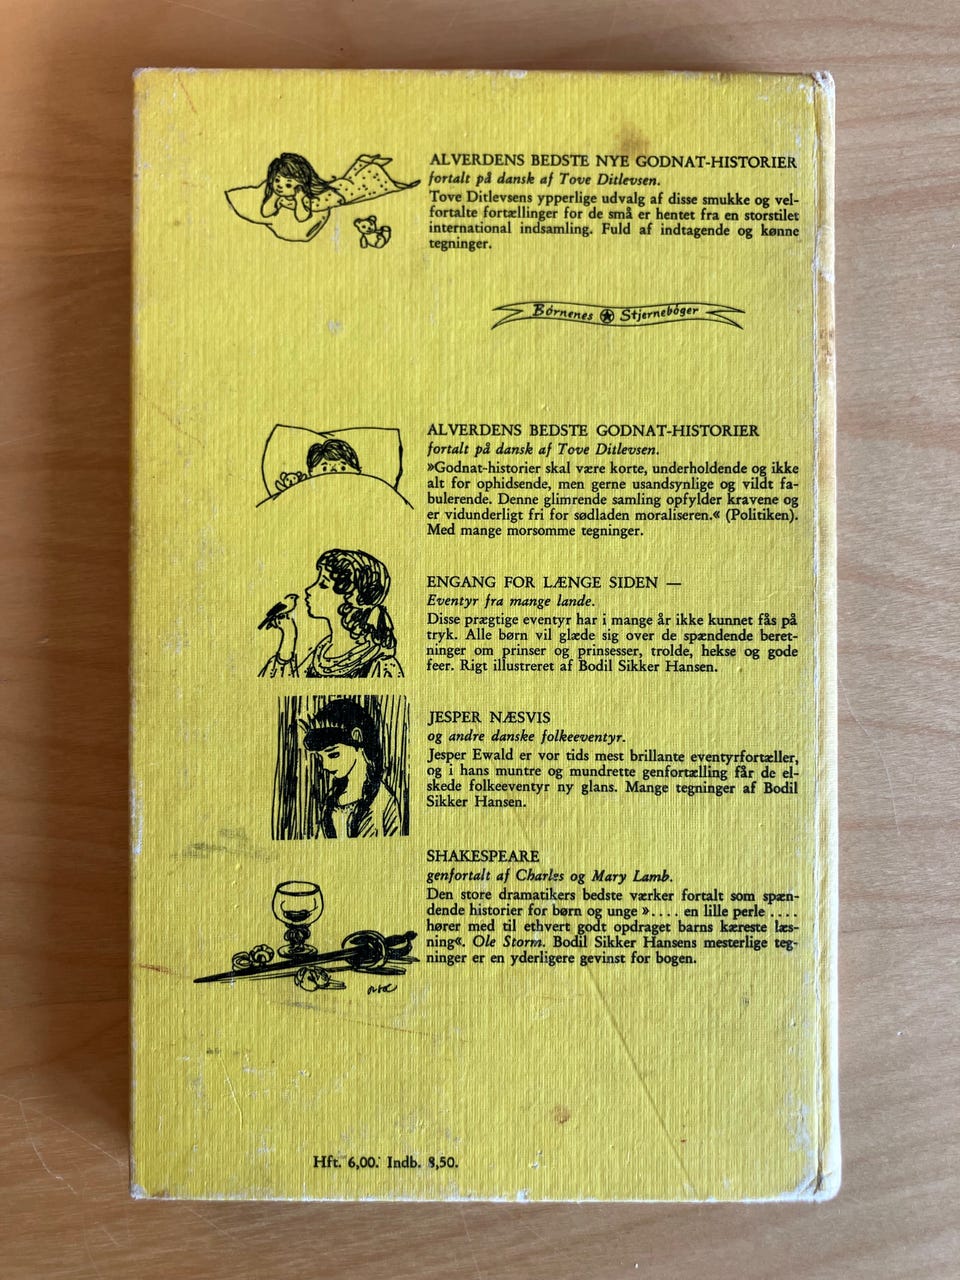 ALVERDENS BEDSTE NYE GODNAT-HISTORIER
fortalt på dansk af Tove Ditlevsen.
Tove Ditlevsens ypperlige udvalg af disse smukke og vel-
fortalte fortællinger for de små er hentet fra en storstilet
international indsamling. Fuld af indtagende og kønne
tegninger.
Börnenes Stjerneböger
ALVERDENS BEDSTE GODNAT-HISTORIER
fortalt på dansk af Tove Ditlevsen.
»Godnat-historier skal være korte, underholdende og ikke
alt for ophidsende, men gerne usandsynlige og vildt fa-
bulerende. Denne glimrende samling opfylder kravene og
er vidunderligt fri for sødladen moraliseren.« (Politiken).
Med mange morsomme tegninger.
ENGANG FOR LÆNGE SIDEN —
Eventyr fra mange lande.
Disse prægtige eventyr har i mange år ikke kunnet fås på
tryk. Alle børn vil glæde sig over de spændende beret-
ninger om prinser og prinsesser, trolde, hekse og gode
feer. Rigt illustreret af Bodil Sikker Hansen.
JESPER NÆSVIS
og andre danske folkeeventyr.
Jesper Ewald er vor tids mest brillante eventyrfortæller,
og i hans muntre og mundrette genfortælling får de el-
skede folkeeventyr ny glans. Mange tegninger af Bodil
Sikker Hansen.
SHAKESPEARE
genfortalt af Charles og Mary Lamb.
Den store dramatikers bedste værker fortalt som spæn-
dende historier for børn og unge ».... en lille perle ....
hører med til ethvert godt opdraget barns kæreste læs-
ning«. Ole Storm. Bodil Sikker Hansens mesterlige teg-
ninger er en yderligere gevinst for bogen.
Hft. 6,00. Indb. 8,50.